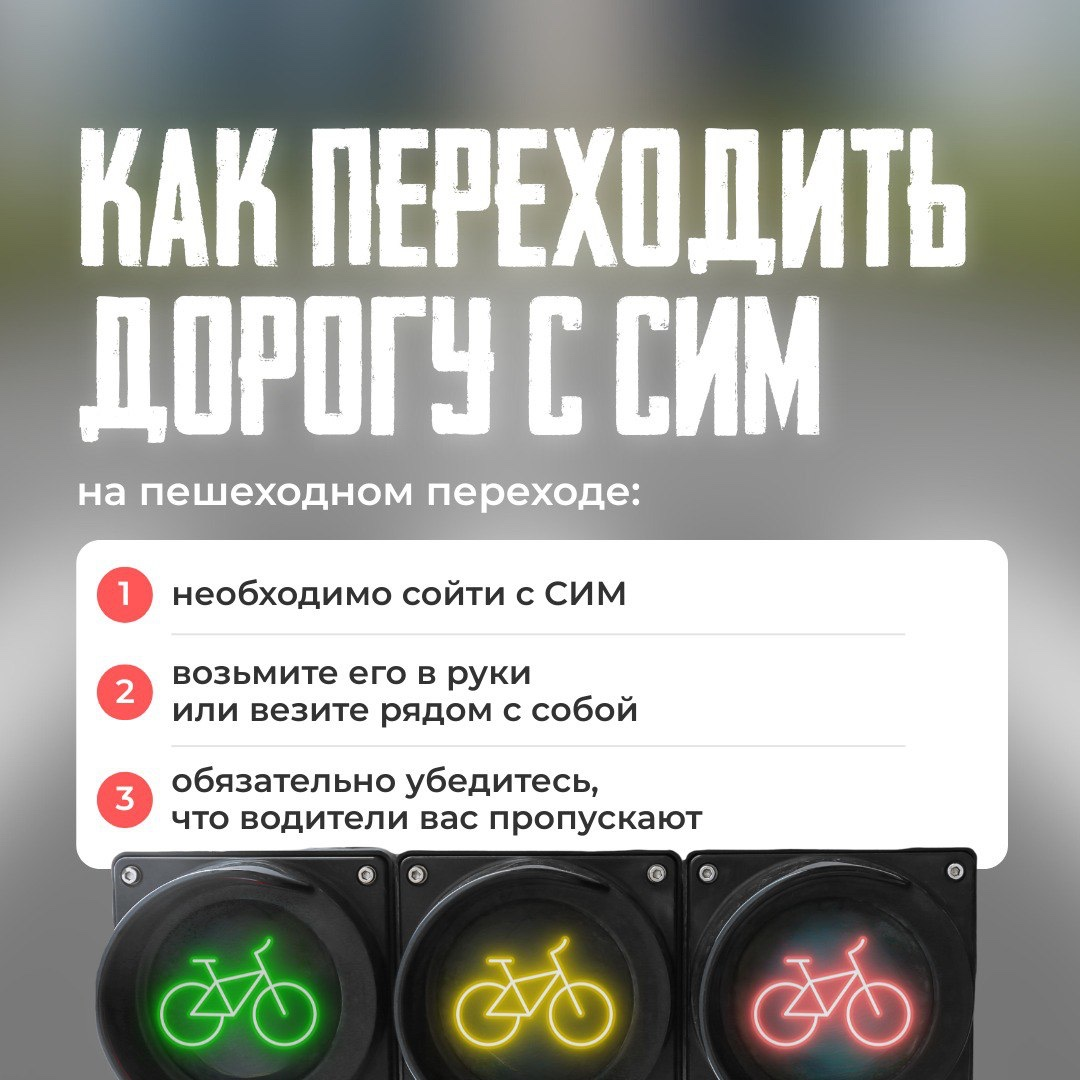 КАК ПЕРЕХОДИТЬ
ДОРОГУ С СИМ
на пешеходном переходе:
1 необходимо сойти с СИМ
2 возьмите его в руки
или везите рядом с собой
3 обязательно убедитесь,
что водители вас пропускают